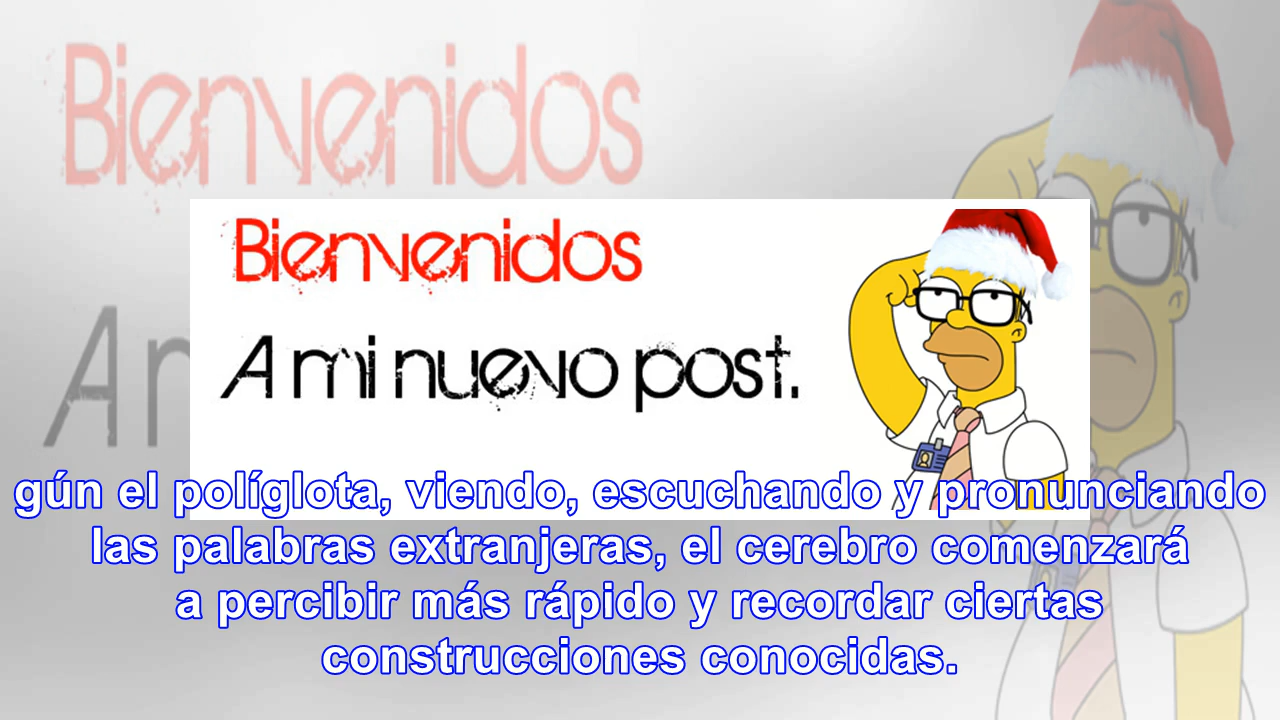 Bienvenidos
Bienvenidos
A mi nuevo post.
gún el políglota, viendo, escuchando y pronunciando
las palabras extranjeras, el cerebro comenzará
a percibir más rápido y recordar ciertas
construcciones conocidas.